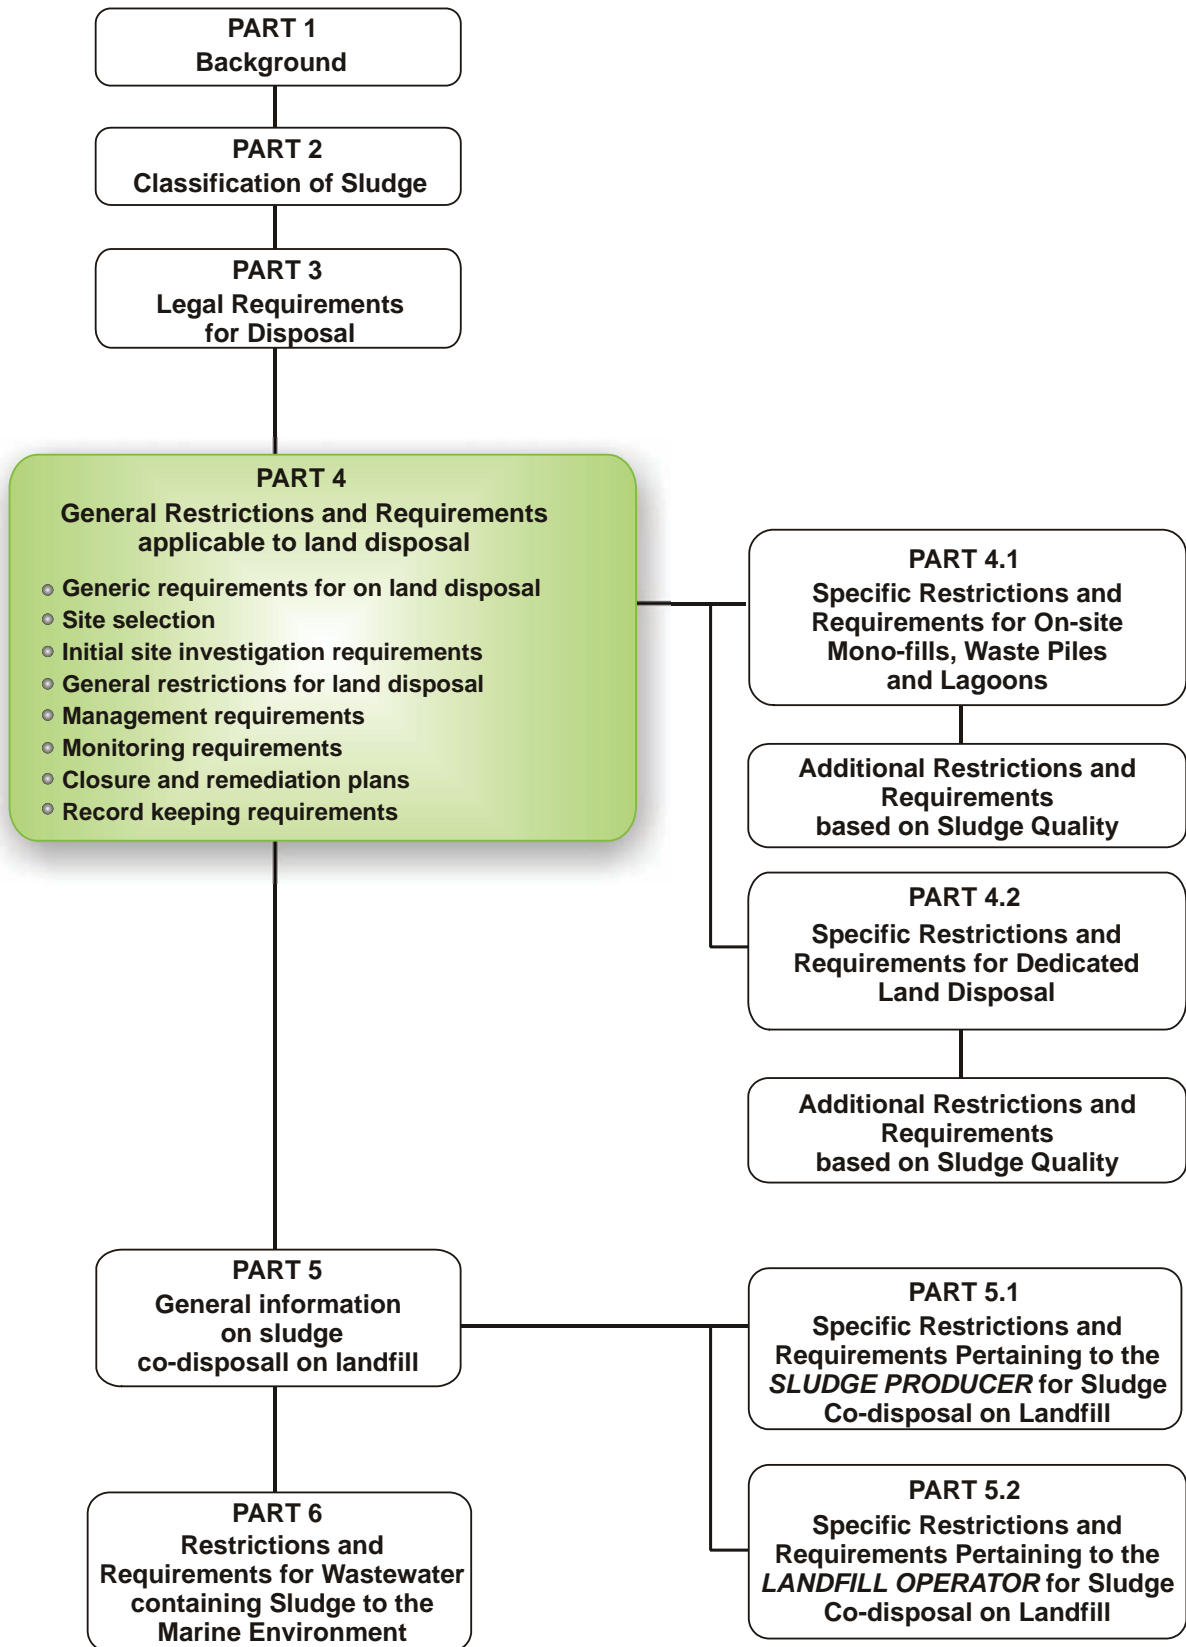 PART 1
Background
PART 2
Classification of Sludge
PART 3
Legal Requirements
for Disposal
PART 4
General Restrictions and Requirements
applicable to land disposal
Generic requirements for on land disposal
Site selection
Initial site investigation requirements
General restrictions for land disposal
Management requirements
Monitoring requirements
Closure and remediation plans
Record keeping requirements
PART 4.1
Specific Restrictions and
Requirements for On-site
Mono-fills, Waste Piles
and Lagoons
Additional Restrictions and
Requirements
based on Sludge Quality
PART 4.2
Specific Restrictions and
Requirements for Dedicated
Land Disposal
Additional Restrictions and
Requirements
based on Sludge Quality
PART 5
General information
on sludge
co-disposall on landfill
PART 5.1
Specific Restrictions and
Requirements Pertaining to the
SLUDGE PRODUCER for Sludge
Co-disposal on Landfill
PART 5.2
Specific Restrictions and
Requirements Pertaining to the
LANDFILL OPERATOR for Sludge
Co-disposal on Landfill
PART 6
Restrictions and
Requirements for Wastewater
containing Sludge to the
Marine Environment